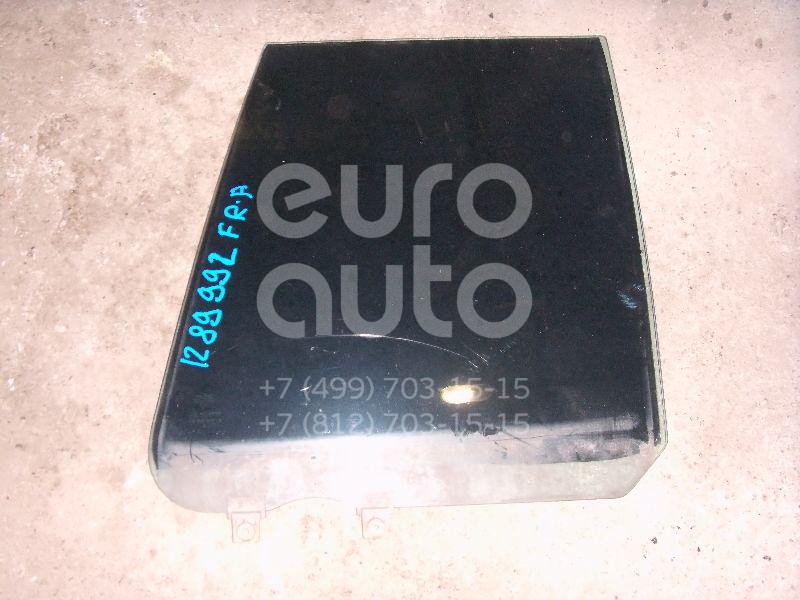 euro
auto
+7 (499) 703-15-15
+7 (812) 703-15-15
1289992 FR.A